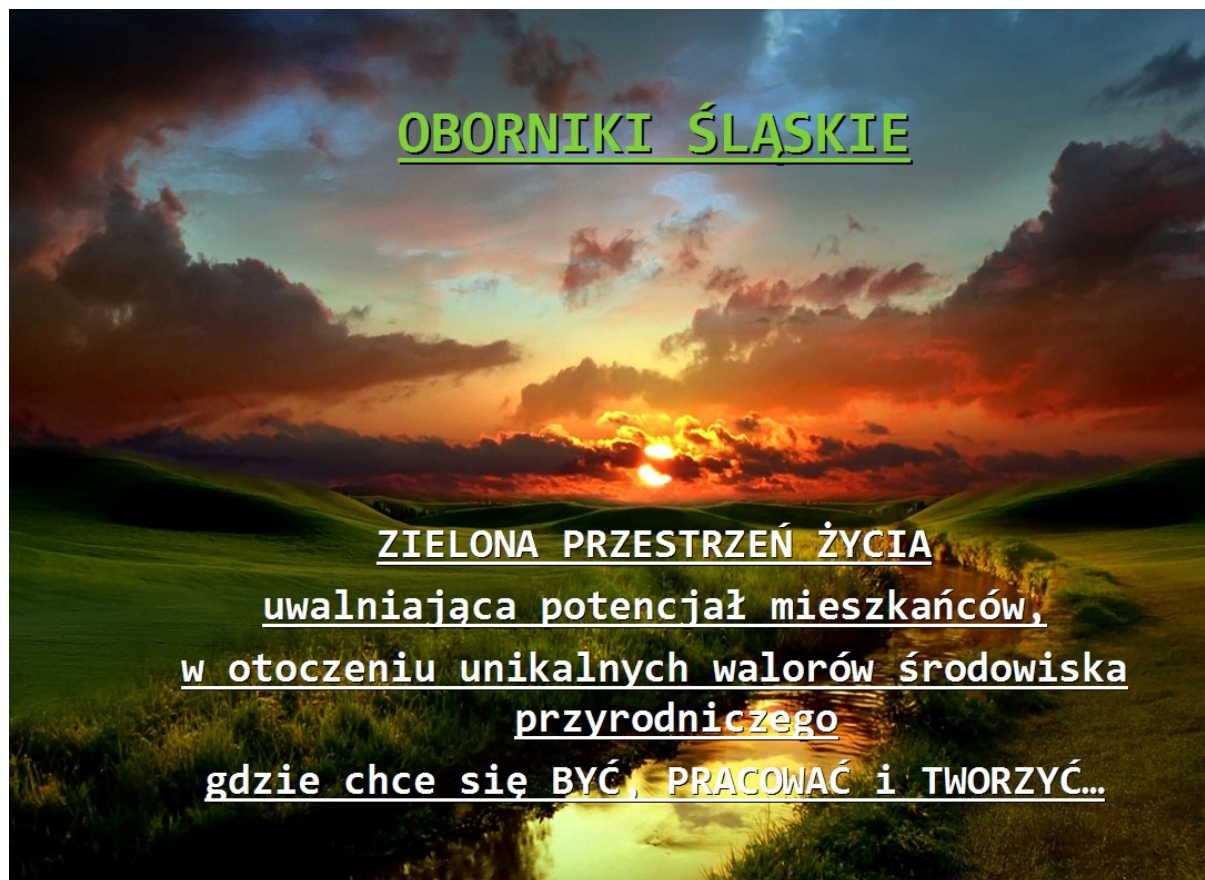 OBORNIKI ŚLĄSKIE
ZIELONA PRZESTRZEŃ ŻYCIA
uwalniająca potencjał mieszkańców,
w otoczeniu unikalnych walorów środowiska
przyrodniczego
gdzie chce się BYĆ, PRACOWAĆ i TWORZYĆ…